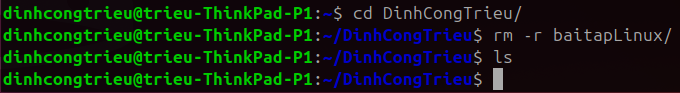 dinhcongtrieu@trieu-ThinkPad-P1:~$ cd DinhCongTrieu/
dinhcongtrieu@trieu-ThinkPad-P1:~/DinhCongTrieu$ rm -r baitapLinux/
dinhcongtrieu@trieu-ThinkPad-P1:~/DinhCongTrieu$ ls
dinhcongtrieu@trieu-ThinkPad-P1:~/DinhCongTrieu$